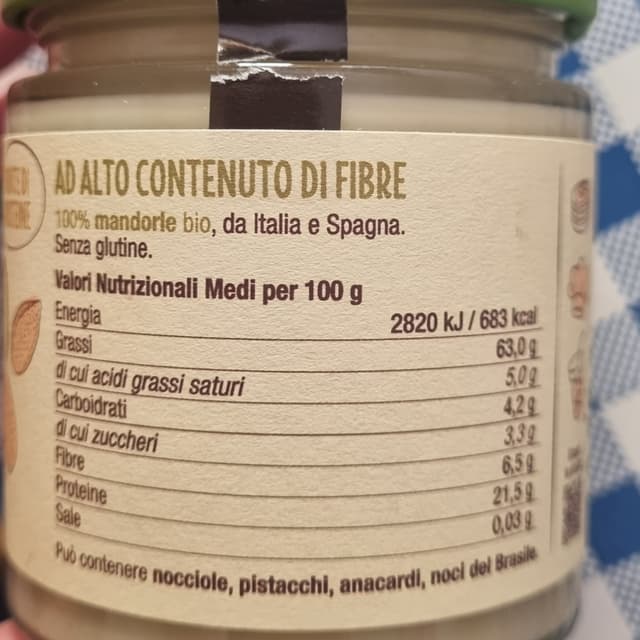 AD ALTO CONTENUTO DI FIBRE
100% mandorle bio, da Italia e Spagna.
Senza glutine.
Valori Nutrizionali Medi per 100 g
Energia 2820 kJ / 683 kcal
Grassi 63,0 g
di cui acidi grassi saturi 5,0 g
Carboidrati 4,2 g
di cui zuccheri 3,3 g
Fibre 6,5 g
Proteine 21,5 g
Sale 0,03 g
Può contenere nocciole, pistacchi, anacardi, noci del Brasile.